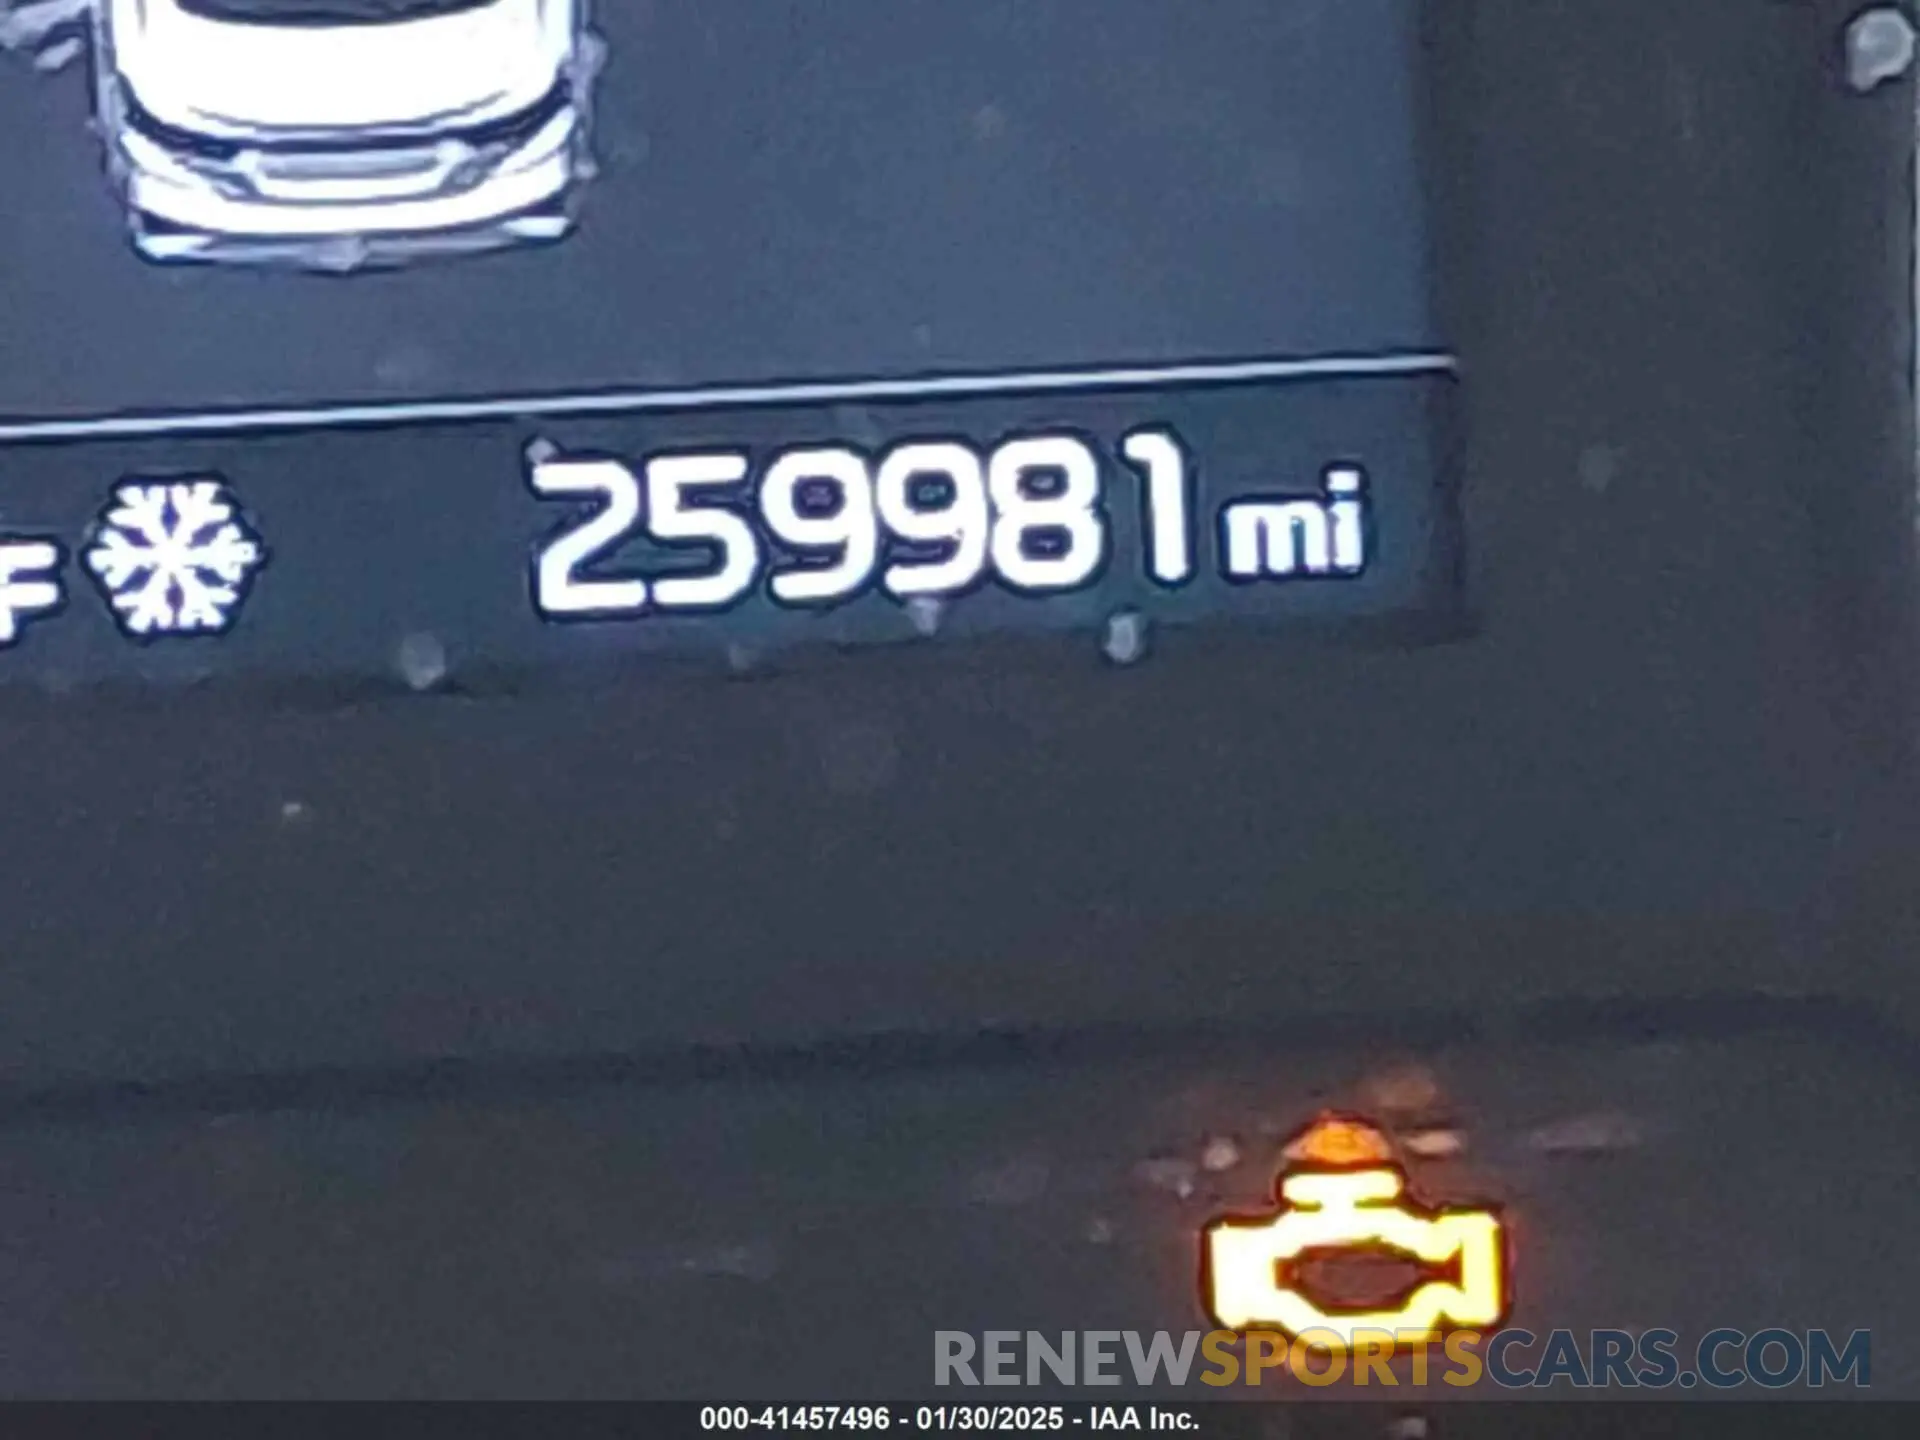 °F 259981 mi
RENEWSPORTSCARS.COM
000-41457496 - 01/30/2025 - IAA Inc.